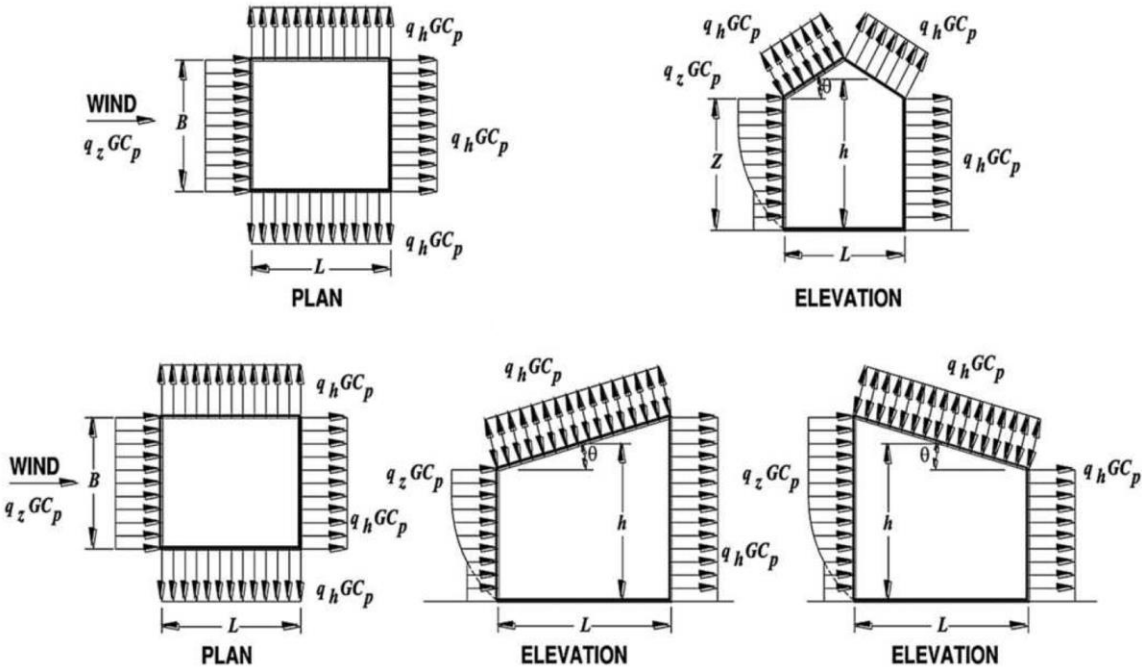 q_h GC_p
WIND
B
q_z GC_p
q_h GC_p
q_h GC_p
L
PLAN
q_h GC_p
q_h GC_p
q_z GC_p
θ
Z
h
q_h GC_p
L
ELEVATION
q_h GC_p
WIND
B
q_z GC_p
q_h GC_p
q_h GC_p
L
PLAN
q_h GC_p
q_z GC_p
θ
h
q_h GC_p
L
ELEVATION
q_h GC_p
q_z GC_p
θ
q_h GC_p
h
L
ELEVATION